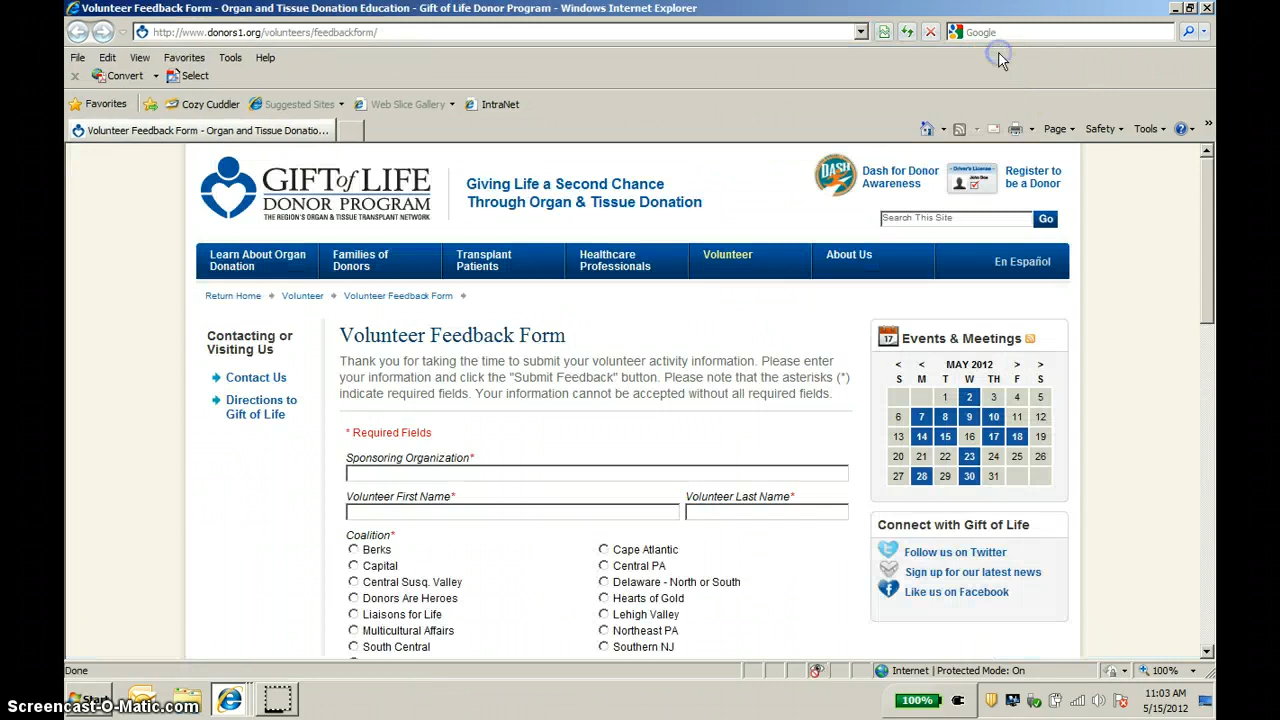 Volunteer Feedback Form - Organ and Tissue Donation Education - Gift of Life Donor Program - Windows Internet Explorer
http://www.donors1.org/volunteers/feedbackform/
Google
File Edit View Favorites Tools Help
x Convert Select
Favorites Cozy Cuddler Suggested Sites Web Slice Gallery IntraNet
Volunteer Feedback Form - Organ and Tissue Donatio...
Page Safety Tools
GIFT of LIFE
DONOR PROGRAM
THE REGION'S ORGAN & TISSUE TRANSPLANT NETWORK
Giving Life a Second Chance
Through Organ & Tissue Donation
DASH
Dash for Donor
Awareness
Driver's License
Register to
be a Donor
Search This Site Go
Learn About Organ
Donation
Families of
Donors
Transplant
Patients
Healthcare
Professionals
Volunteer
About Us
En Español
Return Home Volunteer Volunteer Feedback Form
Contacting or
Visiting Us
Contact Us
Directions to
Gift of Life
Volunteer Feedback Form
Thank you for taking the time to submit your volunteer activity information. Please enter
your information and click the "Submit Feedback" button. Please note that the asterisks (*)
indicate required fields. Your information cannot be accepted without all required fields.
* Required Fields
Sponsoring Organization*
Volunteer First Name* Volunteer Last Name*
Coalition*
Berks Cape Atlantic
Capital Central PA
Central Susq. Valley Delaware - North or South
Donors Are Heroes Hearts of Gold
Liaisons for Life Lehigh Valley
Multicultural Affairs Northeast PA
South Central Southern NJ
17 Events & Meetings
< < MAY 2012 > >
S M T W TH F S
1 2 3 4 5
6 7 8 9 10 11 12
13 14 15 16 17 18 19
20 21 22 23 24 25 26
27 28 29 30 31
Connect with Gift of Life
Follow us on Twitter
Sign up for our latest news
Like us on Facebook
Done
Internet | Protected Mode: On
100%
Start
100%
11:03 AM
5/15/2012
Screencast-O-Matic.com